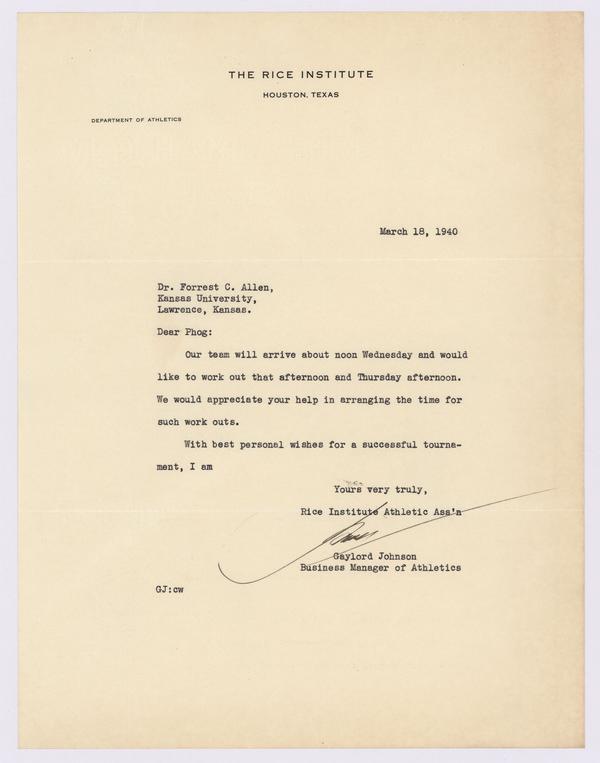 THE RICE INSTITUTE
HOUSTON, TEXAS
DEPARTMENT OF ATHLETICS
March 18, 1940
Dr. Forrest C. Allen,
Kansas University,
Lawrence, Kansas.
Dear Phog:
Our team will arrive about noon Wednesday and would
like to work out that afternoon and Thursday afternoon.
We would appreciate your help in arranging the time for
such work outs.
With best personal wishes for a successful tourna-
ment, I am
Yours very truly,
Rice Institute Athletic Ass'n
Gaylord Johnson
Business Manager of Athletics
GJ:cw